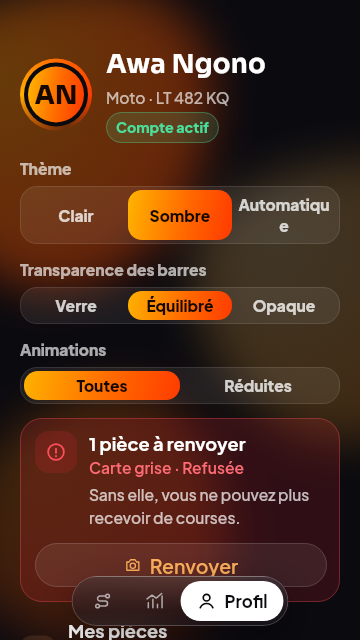 AN
Awa Ngono
Moto · LT 482 KQ
Compte actif
Thème
Clair
Sombre
Automatiqu
e
Transparence des barres
Verre
Équilibré
Opaque
Animations
Toutes
Réduites
1 pièce à renvoyer
Carte grise · Refusée
Sans elle, vous ne pouvez plus
recevoir de courses.
Renvoyer
Profil
Mes pièces